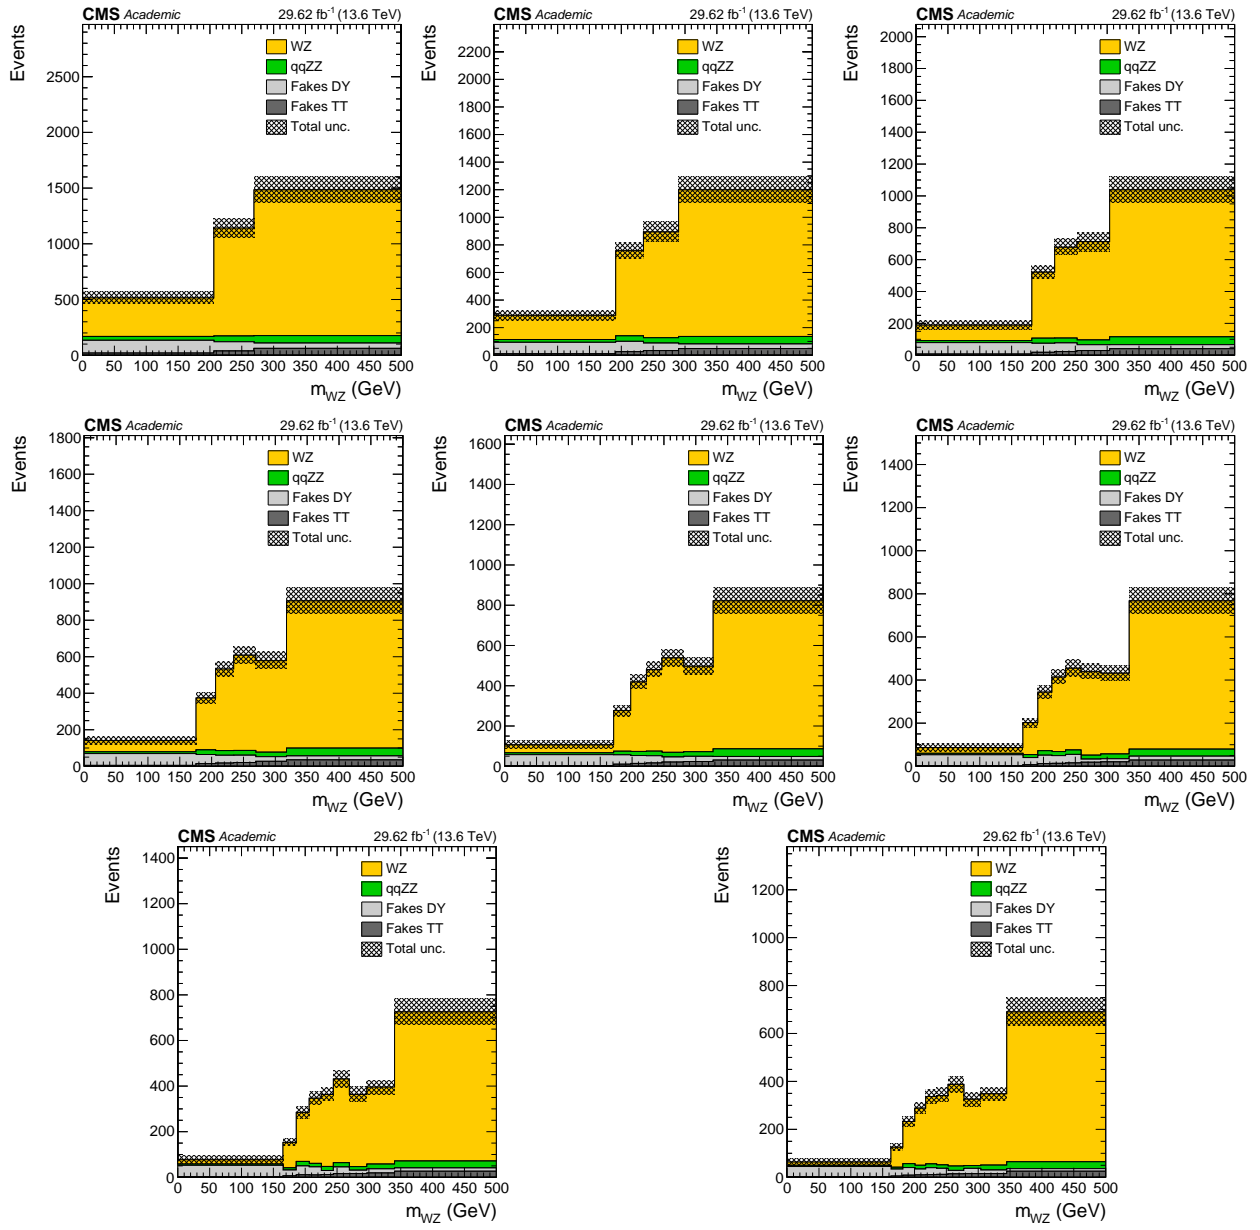 CMS Academic 29.62 fb⁻¹ (13.6 TeV)
Events
WZ
qqZZ
Fakes DY
Fakes TT
Total unc.
2500
2000
1500
1000
500
0
0 50 100 150 200 250 300 350 400 450 500
m_WZ (GeV)
CMS Academic 29.62 fb⁻¹ (13.6 TeV)
Events
WZ
qqZZ
Fakes DY
Fakes TT
Total unc.
2200
2000
1800
1600
1400
1200
1000
800
600
400
200
0
0 50 100 150 200 250 300 350 400 450 500
m_WZ (GeV)
CMS Academic 29.62 fb⁻¹ (13.6 TeV)
Events
WZ
qqZZ
Fakes DY
Fakes TT
Total unc.
2000
1800
1600
1400
1200
1000
800
600
400
200
0
0 50 100 150 200 250 300 350 400 450 500
m_WZ (GeV)
CMS Academic 29.62 fb⁻¹ (13.6 TeV)
Events
WZ
qqZZ
Fakes DY
Fakes TT
Total unc.
1800
1600
1400
1200
1000
800
600
400
200
0
0 50 100 150 200 250 300 350 400 450 500
m_WZ (GeV)
CMS Academic 29.62 fb⁻¹ (13.6 TeV)
Events
WZ
qqZZ
Fakes DY
Fakes TT
Total unc.
1600
1400
1200
1000
800
600
400
200
0
0 50 100 150 200 250 300 350 400 450 500
m_WZ (GeV)
CMS Academic 29.62 fb⁻¹ (13.6 TeV)
Events
WZ
qqZZ
Fakes DY
Fakes TT
Total unc.
1400
1200
1000
800
600
400
200
0
0 50 100 150 200 250 300 350 400 450 500
m_WZ (GeV)
CMS Academic 29.62 fb⁻¹ (13.6 TeV)
Events
WZ
qqZZ
Fakes DY
Fakes TT
Total unc.
1400
1200
1000
800
600
400
200
0
0 50 100 150 200 250 300 350 400 450 500
m_WZ (GeV)
CMS Academic 29.62 fb⁻¹ (13.6 TeV)
Events
WZ
qqZZ
Fakes DY
Fakes TT
Total unc.
1200
1000
800
600
400
200
0
0 50 100 150 200 250 300 350 400 450 500
m_WZ (GeV)